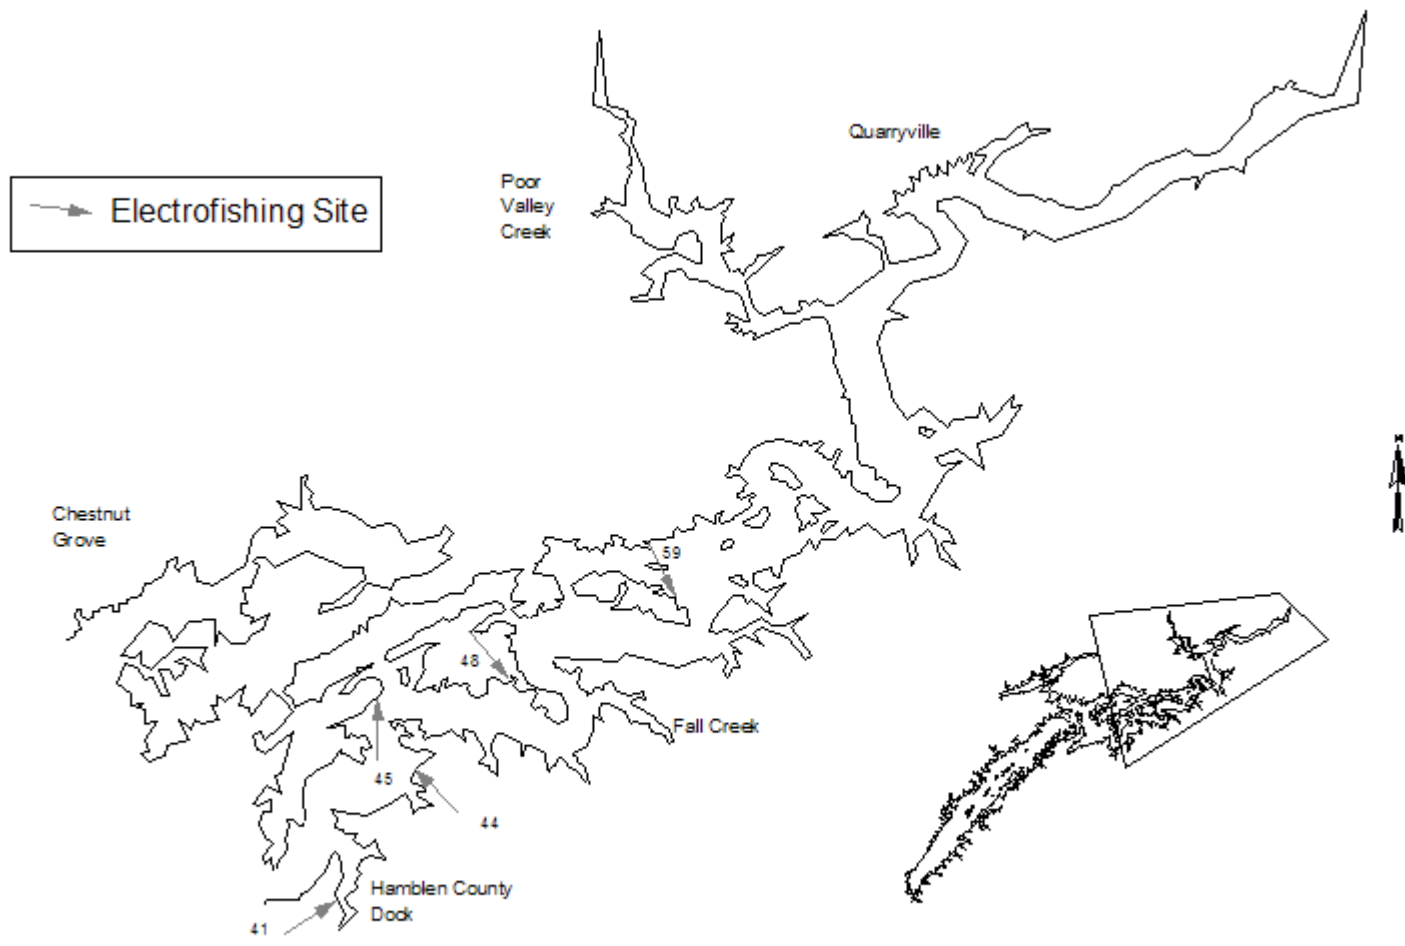 Quarryville
Poor
Valley
Creek
Electrofishing Site
N
Chestnut
Grove
59
48
Fall Creek
45
44
Hamblen County
Dock
41